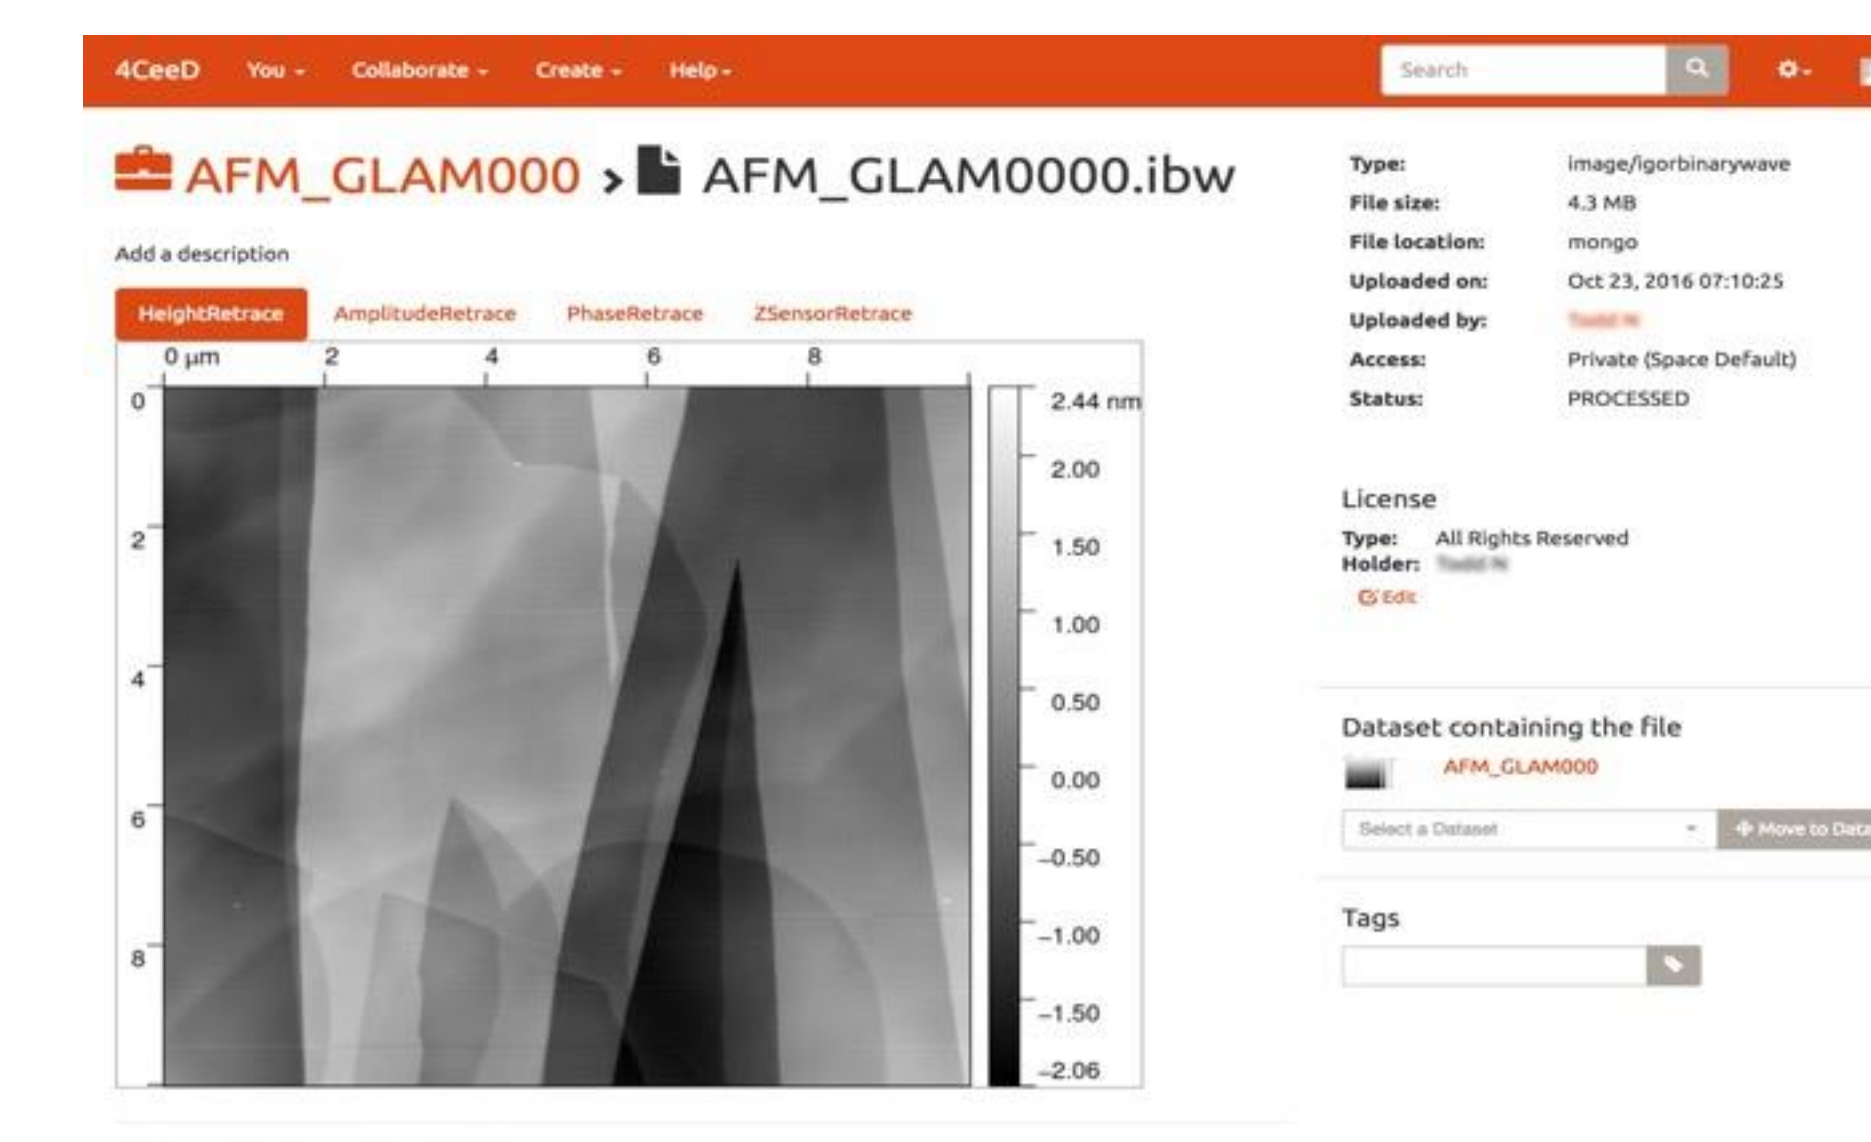 4CeeD You Collaborate Create Help Search
AFM_GLAM000 > AFM_GLAM0000.ibw
Add a description
HeightRetrace AmplitudeRetrace PhaseRetrace ZSensorRetrace
0 µm 2 4 6 8
0
2
4
6
8
2.44 nm
2.00
1.50
1.00
0.50
0.00
-0.50
-1.00
-1.50
-2.06
Type: image/igorbinarywave
File size: 4.3 MB
File location: mongo
Uploaded on: Oct 23, 2016 07:10:25
Uploaded by:
Access: Private (Space Default)
Status: PROCESSED
License
Type: All Rights Reserved
Holder:
Edit
Dataset containing the file
AFM_GLAM000
Select a Dataset Move to Data
Tags